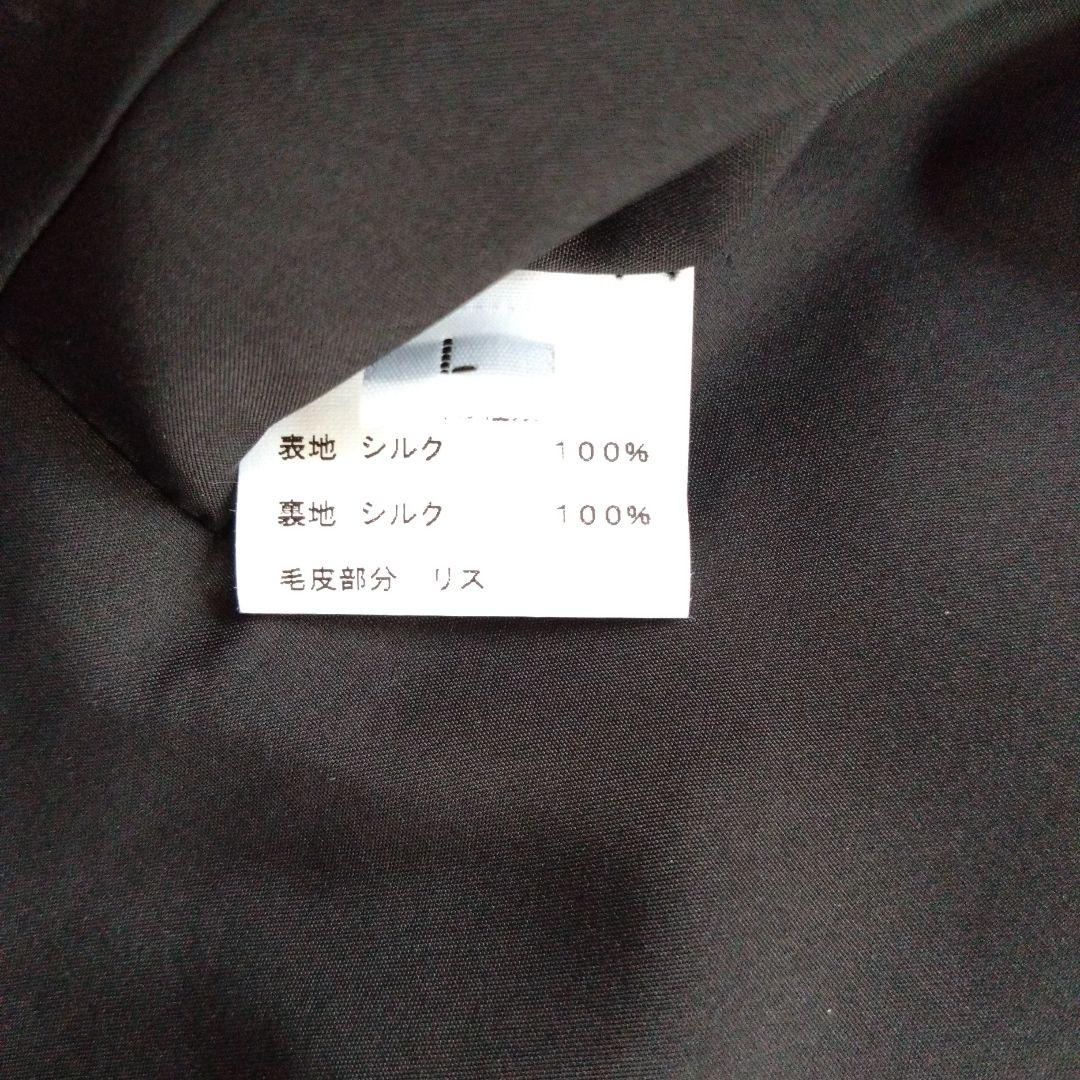 表地 シルク 100%
裏地 シルク 100%
毛皮部分 リス